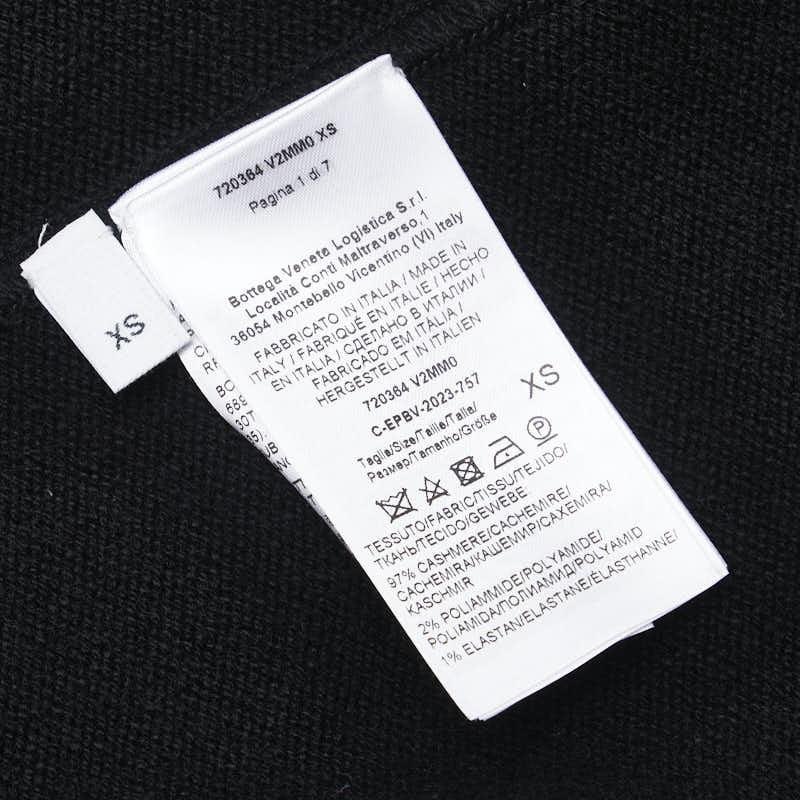 720364 V2MM0 XS
Pagina 1 di 7
Bottega Veneta Logistica S.r.l.
Località Conti Maltraverso,1
36054 Montebello Vicentino (VI) Italy
FABBRICATO IN ITALIA / MADE IN
ITALY / FABRIQUÉ EN ITALIE / HECHO
EN ITALIA / СДЕЛАНО В ИТАЛИИ /
FABRICADO EM ITALIA /
HERGESTELLT IN ITALIEN
720364 V2MM0
C-EPBV-2023-757
Taglia/Size/Taille/Talla/
Размер/Tamanho/Größe
XS
P
TESSUTO/FABRIC/TISSU/TEJIDO/
ТКАНЬ/TECIDO/GEWEBE
97% CASHMERE/CACHEMIRE/
CACHEMIRA/КАШЕМИР/CAXEMIRA/
KASCHMIR
2% POLIAMMIDE/POLYAMIDE/
POLIAMIDA/ПОЛИАМИД/POLYAMID
1% ELASTAN/ELASTANE/ÉLASTHANNE/
XS